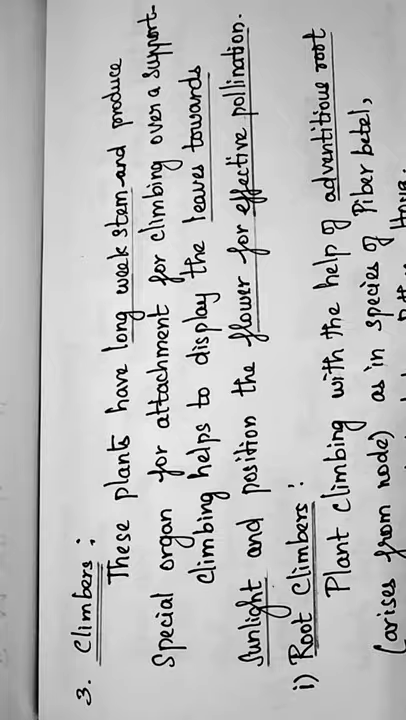 3. Climbers :
These plants have long week stem and produce
special organ for attachment for climbing over a support.
climbing helps to display the leaves towards
sunlight and position the flower for effective pollination.
i) Root Climbers :
Plant climbing with the help of adventitious root
(arises from node) as in species of Piber betel,